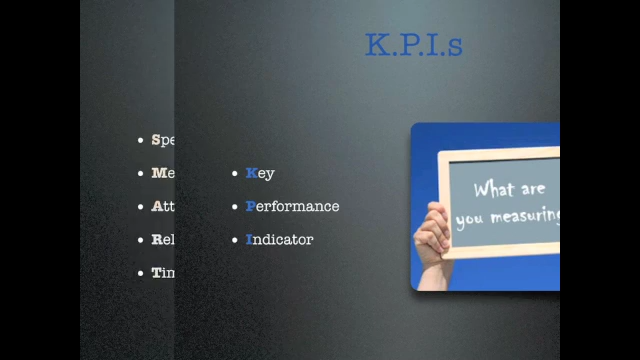 K.P.I.s
Spe
Me
Att
Rel
Tim
Key
Performance
Indicator
What are
you measuring